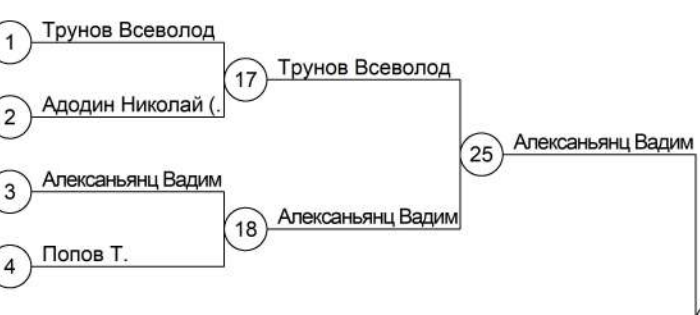 1 Трунов Всеволод
17 Трунов Всеволод
2 Адодин Николай (.
25 Алексаньянц Вадим
3 Алексаньянц Вадим
18 Алексаньянц Вадим
4 Попов Т.